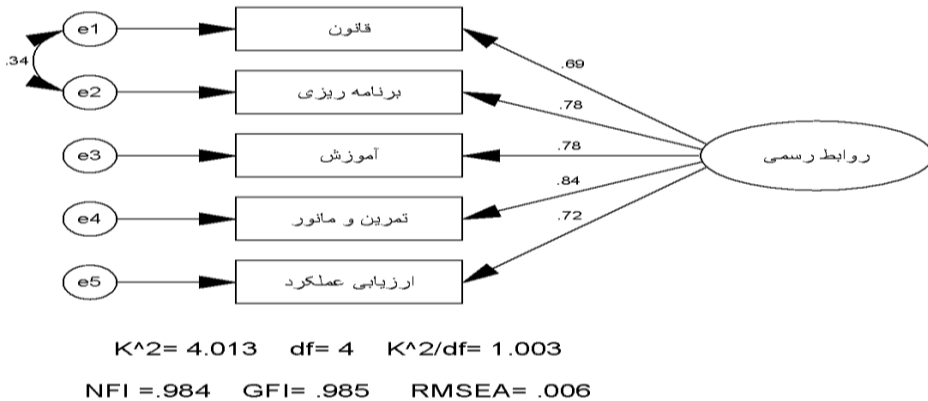 e1
قانون
.69
.34
e2
برنامه ریزی
.78
e3
آموزش
.78
روابط رسمی
e4
تمرین و مانور
.84
e5
ارزیابی عملکرد
.72
K^2= 4.013 df= 4 K^2/df= 1.003
NFI =.984 GFI= .985 RMSEA= .006